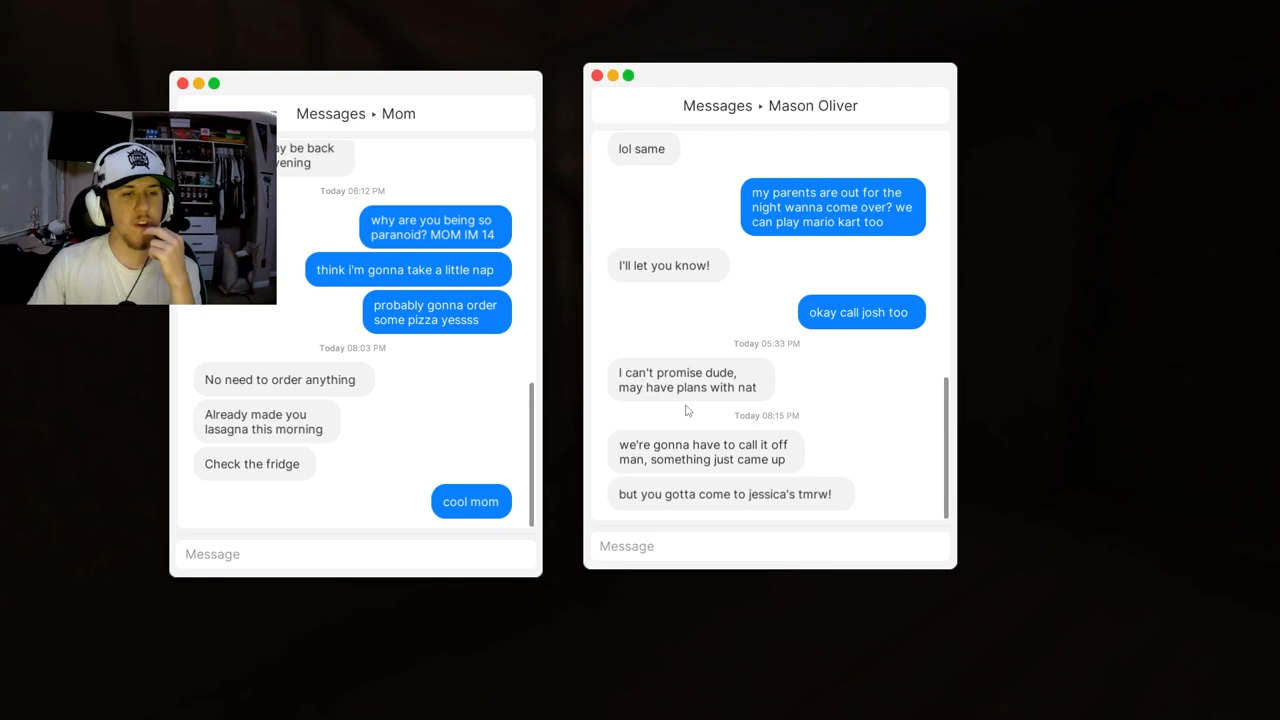 Messages ▸ Mom
ay be back
vening
Today 06:12 PM
why are you being so
paranoid? MOM IM 14
think i'm gonna take a little nap
probably gonna order
some pizza yessss
Today 08:03 PM
No need to order anything
Already made you
lasagna this morning
Check the fridge
cool mom
Message
Messages ▸ Mason Oliver
lol same
my parents are out for the
night wanna come over? we
can play mario kart too
I'll let you know!
okay call josh too
Today 05:33 PM
I can't promise dude,
may have plans with nat
Today 08:15 PM
we're gonna have to call it off
man, something just came up
but you gotta come to jessica's tmrw!
Message